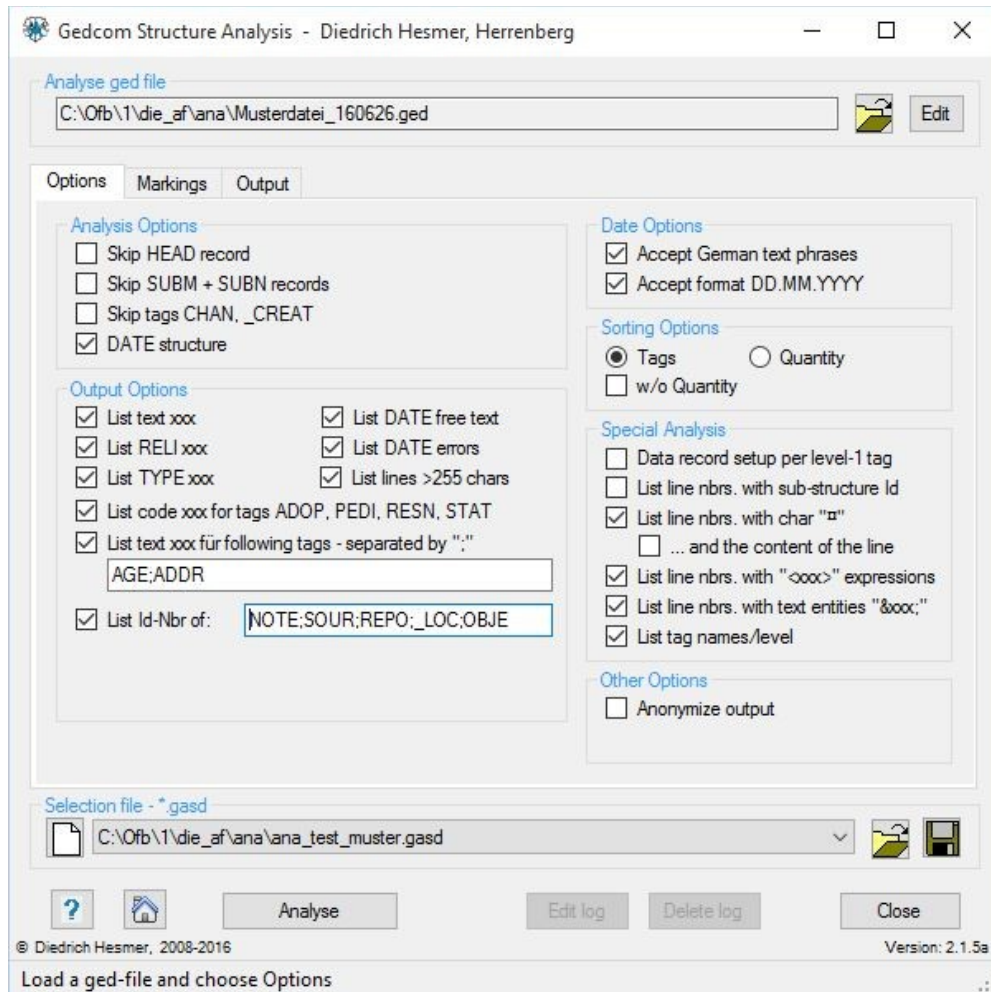 Gedcom Structure Analysis - Diedrich Hesmer, Herrenberg
Analyse ged file
C:\Ofb\1\die_af\ana\Musterdatei_160626.ged
Edit
Options
Markings
Output
Analysis Options
Skip HEAD record
Skip SUBM + SUBN records
Skip tags CHAN, _CREAT
DATE structure
Output Options
List text xxx
List DATE free text
List RELI xxx
List DATE errors
List TYPE xxx
List lines >255 chars
List code xxx for tags ADOP, PEDI, RESN, STAT
List text xxx für following tags - separated by ";"
AGE;ADDR
List Id-Nbr of:
NOTE;SOUR;REPO;_LOC;OBJE
Date Options
Accept German text phrases
Accept format DD.MM.YYYY
Sorting Options
Tags
Quantity
w/o Quantity
Special Analysis
Data record setup per level-1 tag
List line nbrs. with sub-structure Id
List line nbrs. with char "¤"
... and the content of the line
List line nbrs. with "<xxx>" expressions
List line nbrs. with text entities "&xxx;"
List tag names/level
Other Options
Anonymize output
Selection file - *.gasd
C:\Ofb\1\die_af\ana\ana_test_muster.gasd
?
Analyse
Edit log
Delete log
Close
© Diedrich Hesmer, 2008-2016
Version: 2.1.5a
Load a ged-file and choose Options